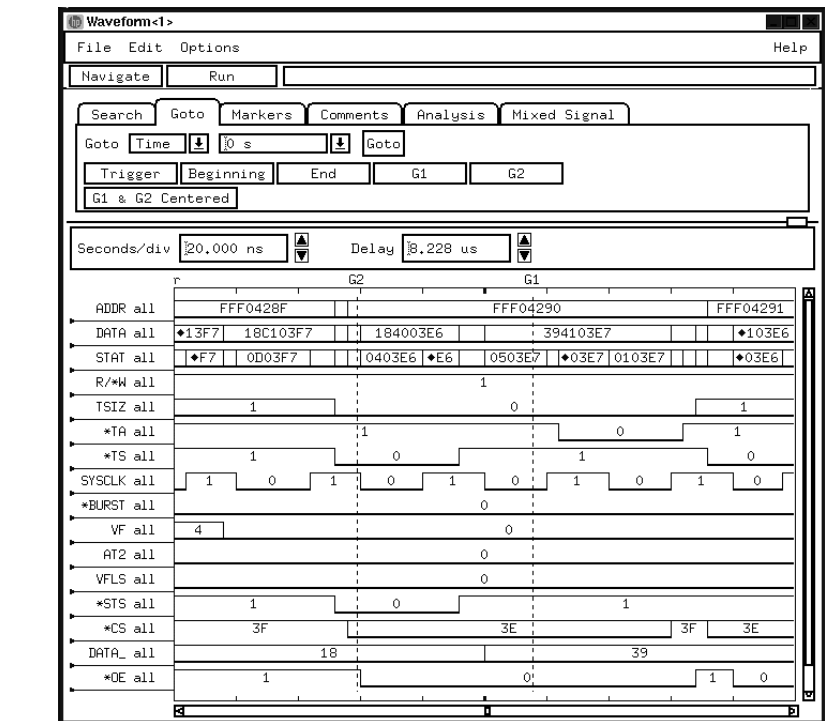 Waveform<1>
File Edit Options Help
Navigate Run
Search Goto Markers Comments Analysis Mixed Signal
Goto Time 0 s Goto
Trigger Beginning End G1 G2
G1 & G2 Centered
Seconds/div 20.000 ns Delay 8.228 us
r G2 G1
ADDR all FFF0428F FFF04290 FFF04291
DATA all ◆13F7 18C103F7 184003E6 394103E7 ◆103E6
STAT all ◆F7 0D03F7 0403E6 ◆E6 0503E7 ◆03E7 0103E7 ◆03E6
R/*W all 1
TSIZ all 1 0 1
*TA all 1 0 1
*TS all 1 0 1 0
SYSCLK all 1 0 1 0 1 0 1 0 1 0
*BURST all 0
VF all 4 0
AT2 all 0
VFLS all 0
*STS all 1 0 1
*CS all 3F 3E 3F 3E
DATA_ all 18 39
*OE all 1 0 1 0